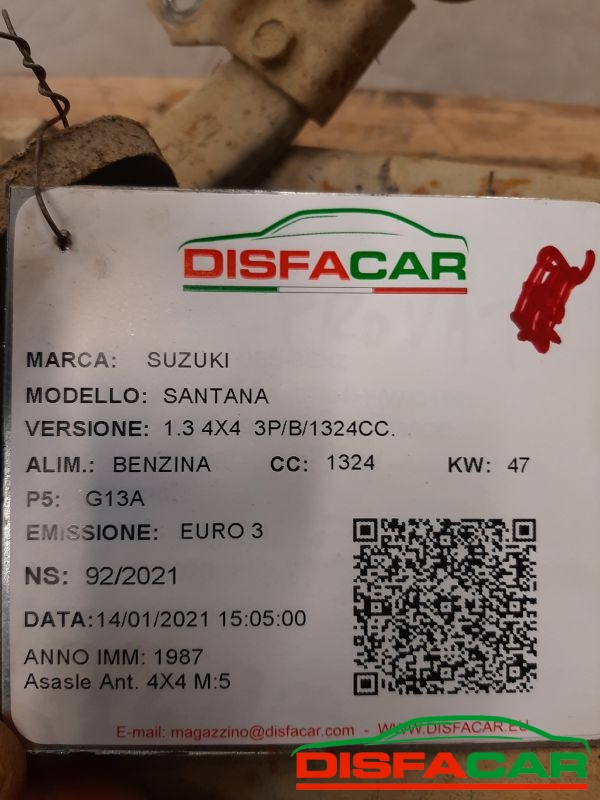 DISFACAR
MARCA: SUZUKI
MODELLO: SANTANA
VERSIONE: 1.3 4X4 3P/B/1324CC.
ALIM.: BENZINA CC: 1324 KW: 47
P5: G13A
EMISSIONE: EURO 3
NS: 92/2021
DATA:14/01/2021 15:05:00
ANNO IMM: 1987
Asasle Ant. 4X4 M:5
E-mail: magazzino@disfacar.com - WWW.DISFACAR.EU
DISFACAR